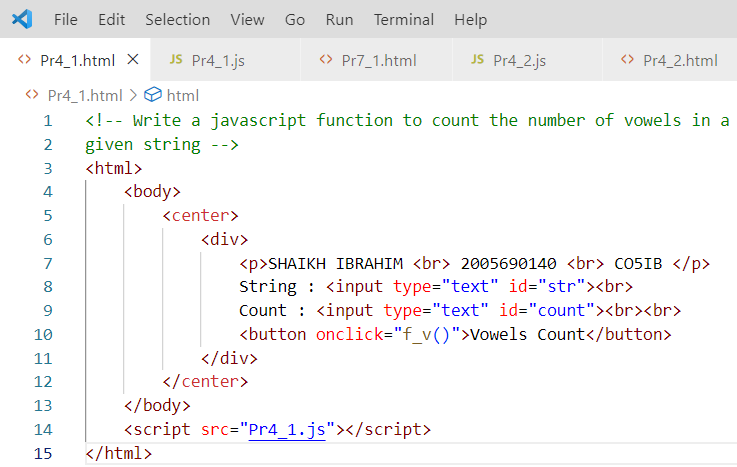 File Edit Selection View Go Run Terminal Help
<> Pr4_1.html × JS Pr4_1.js <> Pr7_1.html JS Pr4_2.js <> Pr4_2.html
<> Pr4_1.html > html
1 <!-- Write a javascript function to count the number of vowels in a
2 given string -->
3 <html>
4 <body>
5 <center>
6 <div>
7 <p>SHAIKH IBRAHIM <br> 2005690140 <br> CO5IB </p>
8 String : <input type="text" id="str"><br>
9 Count : <input type="text" id="count"><br><br>
10 <button onclick="f_v()">Vowels Count</button>
11 </div>
12 </center>
13 </body>
14 <script src="Pr4_1.js"></script>
15 </html>